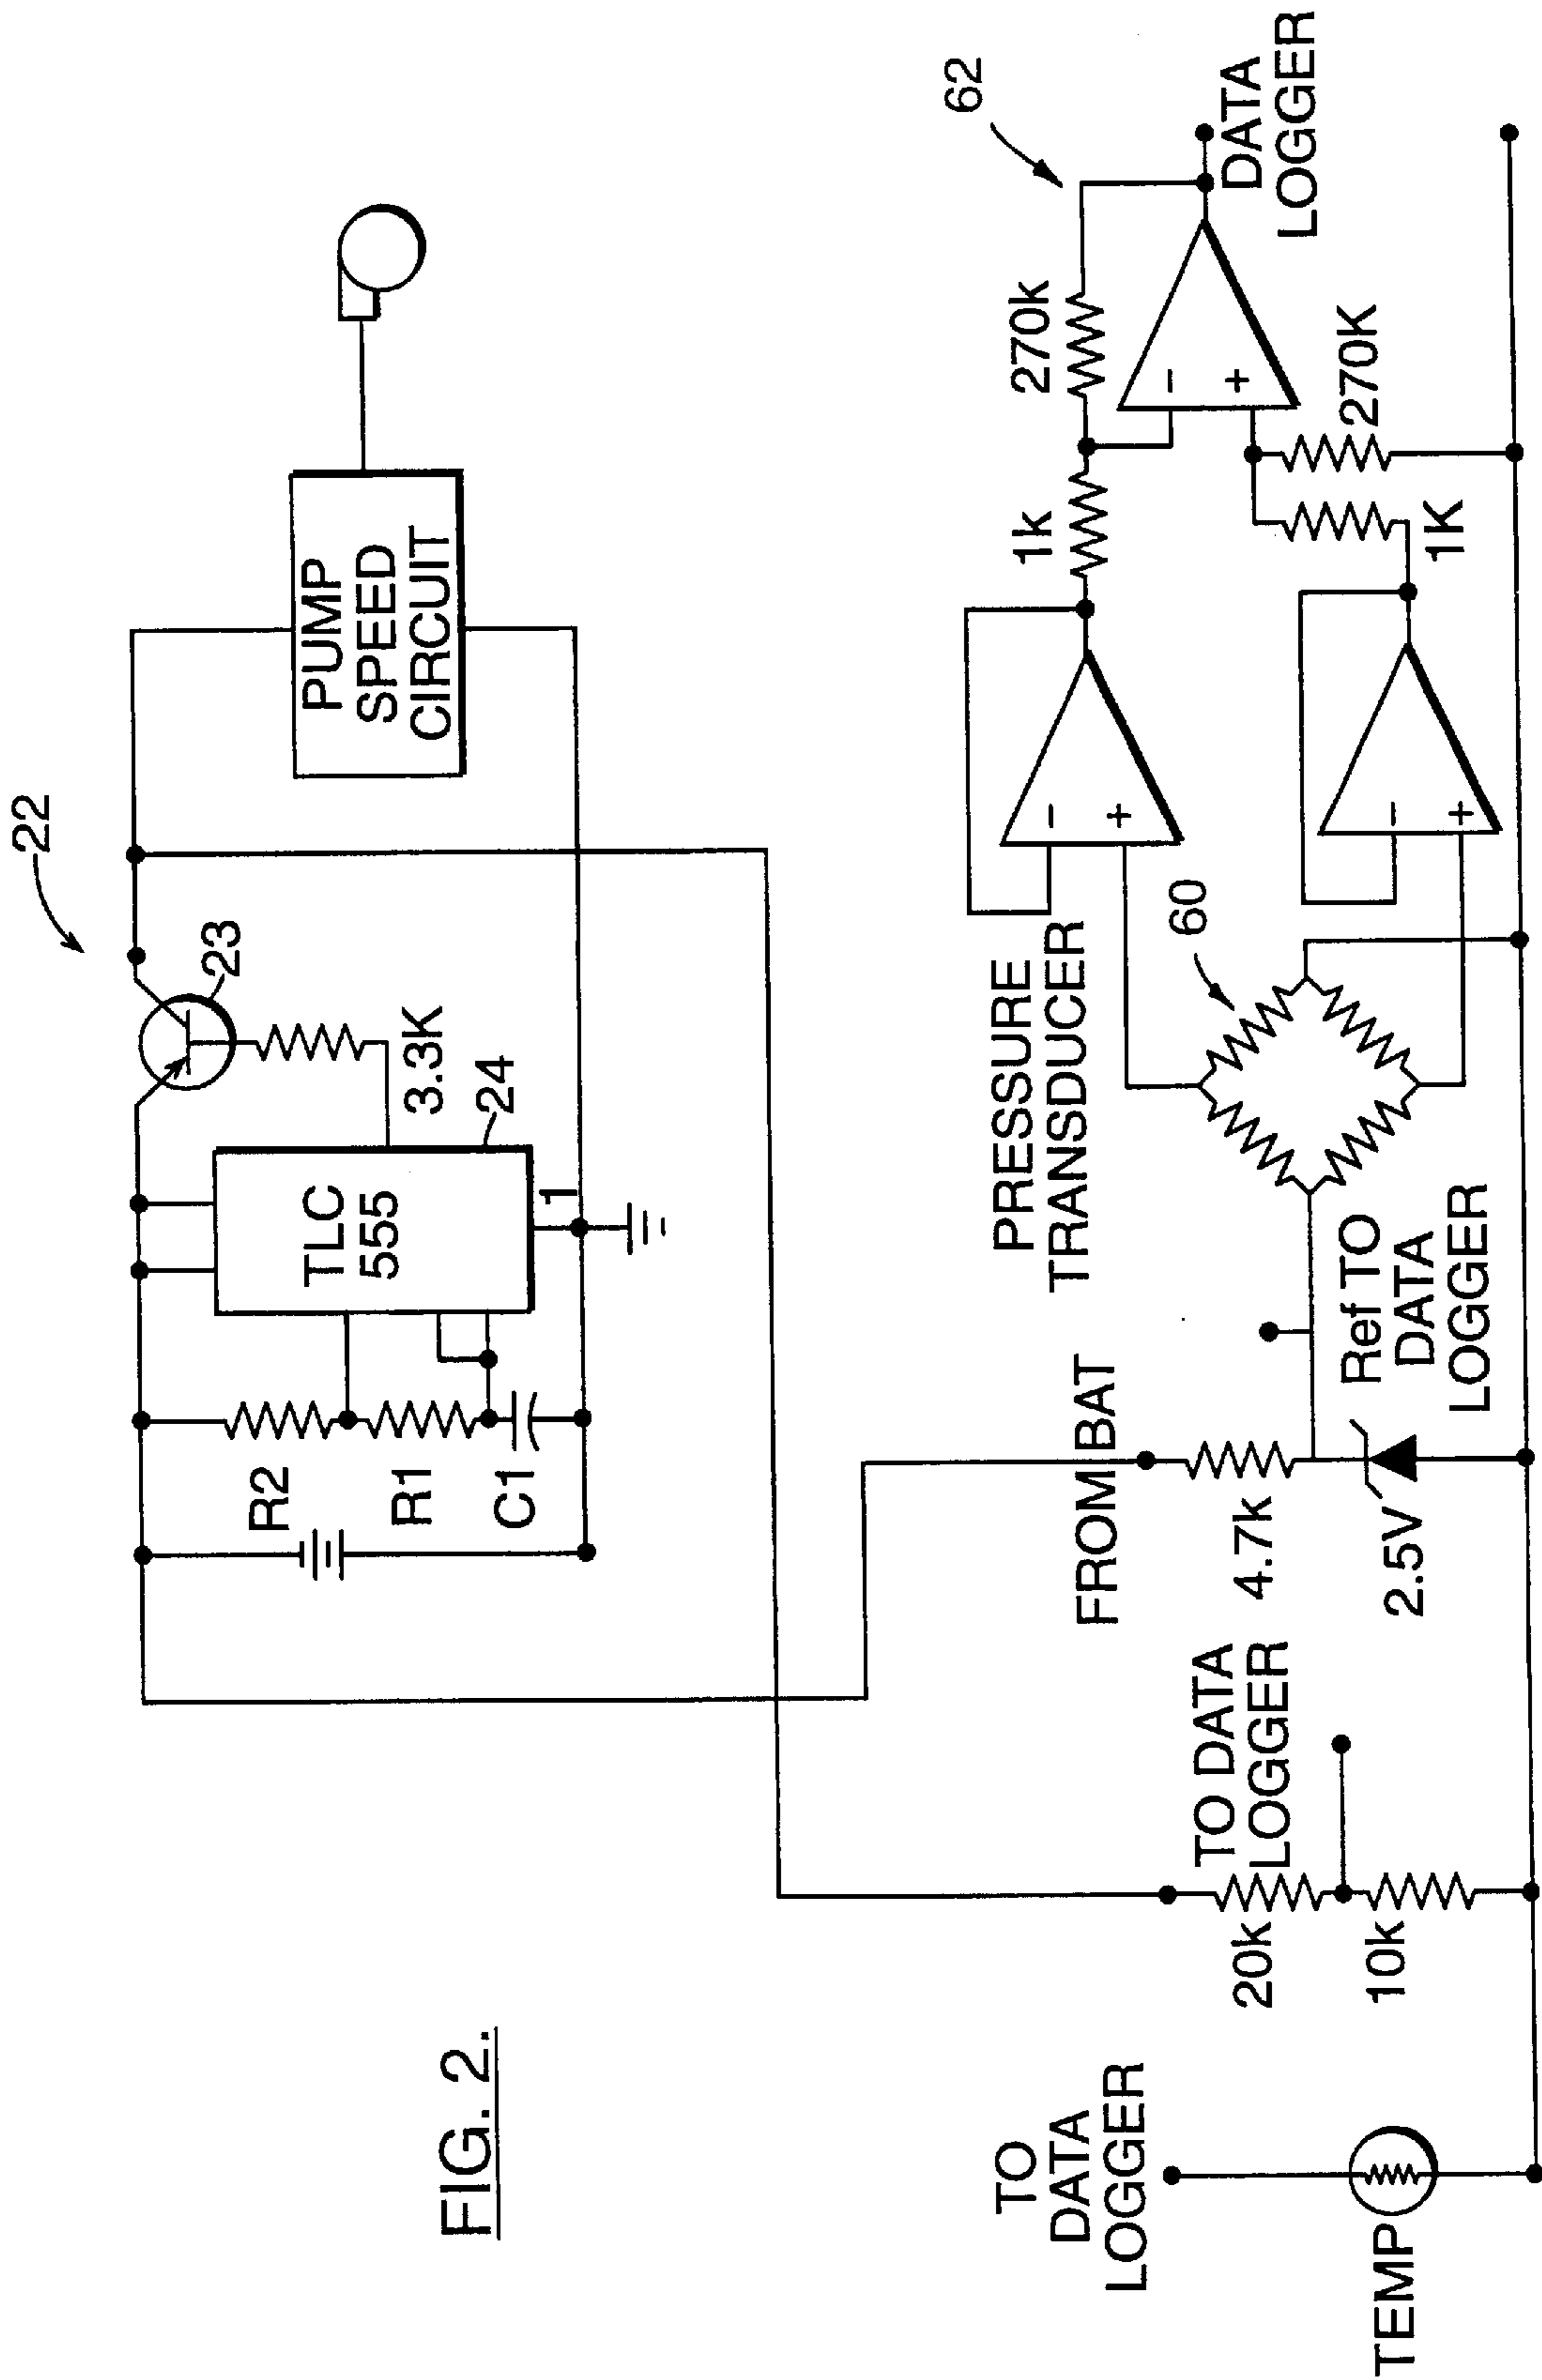 FIG. 2.
22
R2
R1
C1
TLC
555
1
24
3.3K
23
PUMP
SPEED
CIRCUIT
TO
DATA
LOGGER
TEMP
20k
10k
TO DATA
LOGGER
FROM BAT
4.7k
2.5V
Ref TO
DATA
LOGGER
PRESSURE
TRANSDUCER
60
-
+
-
+
1k
1K
270k
270K
-
+
62
DATA
LOGGER